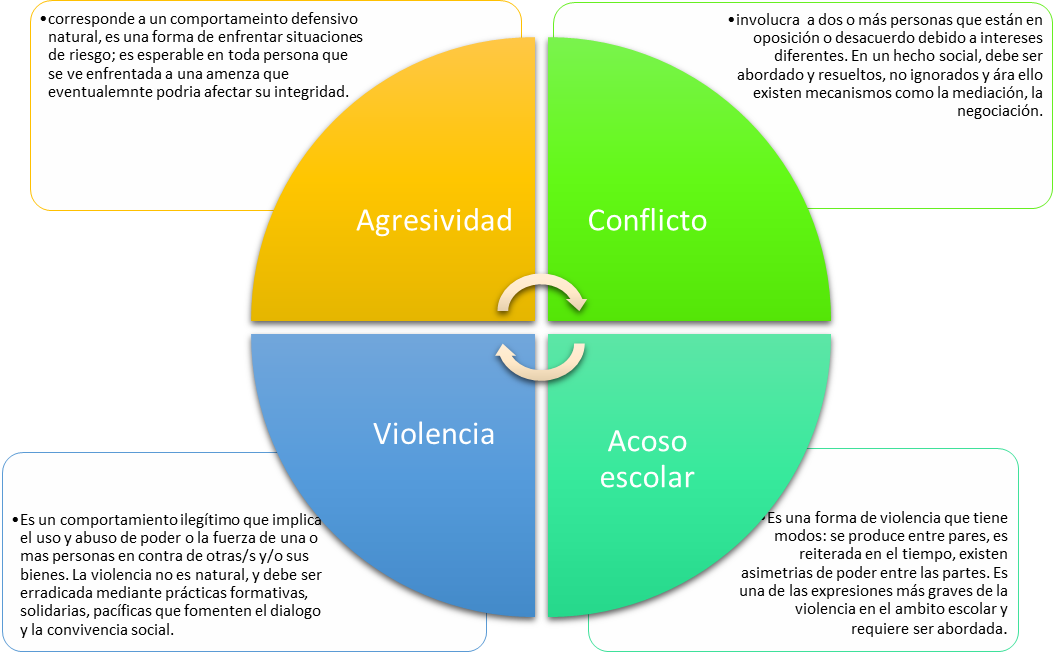 •corresponde a un comportameinto defensivo
natural, es una forma de enfrentar situaciones
de riesgo; es esperable en toda persona que
se ve enfrentada a una amenza que
eventualemnte podria afectar su integridad.
•involucra a dos o más personas que están en
oposición o desacuerdo debido a intereses
diferentes. En un hecho social, debe ser
abordado y resueltos, no ignorados y ára ello
existen mecanismos como la mediación, la
negociación.
Agresividad
Conflicto
Violencia
Acoso
escolar
•Es un comportamiento ilegítimo que implica
el uso y abuso de poder o la fuerza de una o
mas personas en contra de otras/s y/o sus
bienes. La violencia no es natural, y debe ser
erradicada mediante prácticas formativas,
solidarias, pacíficas que fomenten el dialogo
y la convivencia social.
•Es una forma de violencia que tiene
modos: se produce entre pares, es
reiterada en el tiempo, existen
asimetrias de poder entre las partes. Es
una de las expresiones más graves de la
violencia en el ambito escolar y
requiere ser abordada.